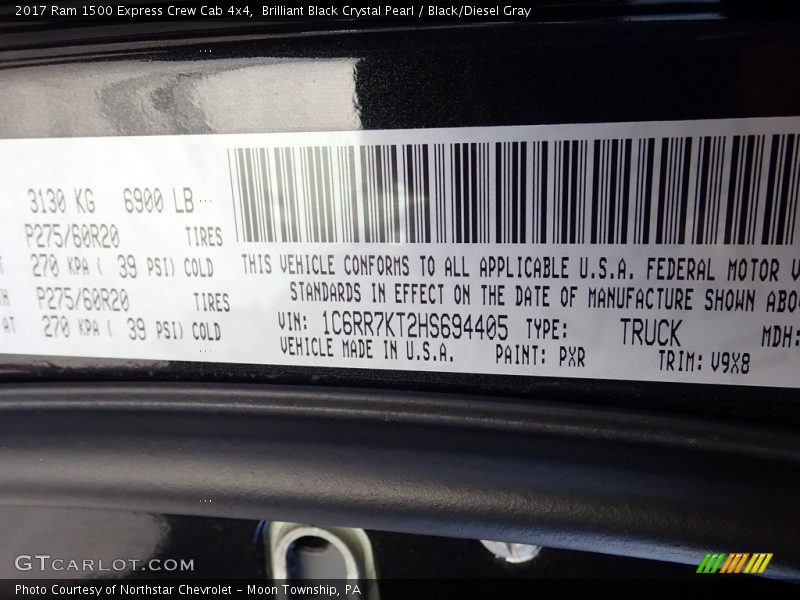 2017 Ram 1500 Express Crew Cab 4x4,  Brilliant Black Crystal Pearl / Black/Diesel Gray
3130 KG 6900 LB
P275/60R20 TIRES
T 270 KPA ( 39 PSI) COLD
H P275/60R20 TIRES
AT 270 KPA ( 39 PSI) COLD
THIS VEHICLE CONFORMS TO ALL APPLICABLE U.S.A. FEDERAL MOTOR V
STANDARDS IN EFFECT ON THE DATE OF MANUFACTURE SHOWN ABO
VIN: 1C6RR7KT2HS694405 TYPE: TRUCK MDH:
VEHICLE MADE IN U.S.A. PAINT: PXR TRIM: V9X8
GTCARLOT.COM
Photo Courtesy of Northstar Chevrolet - Moon Township, PA